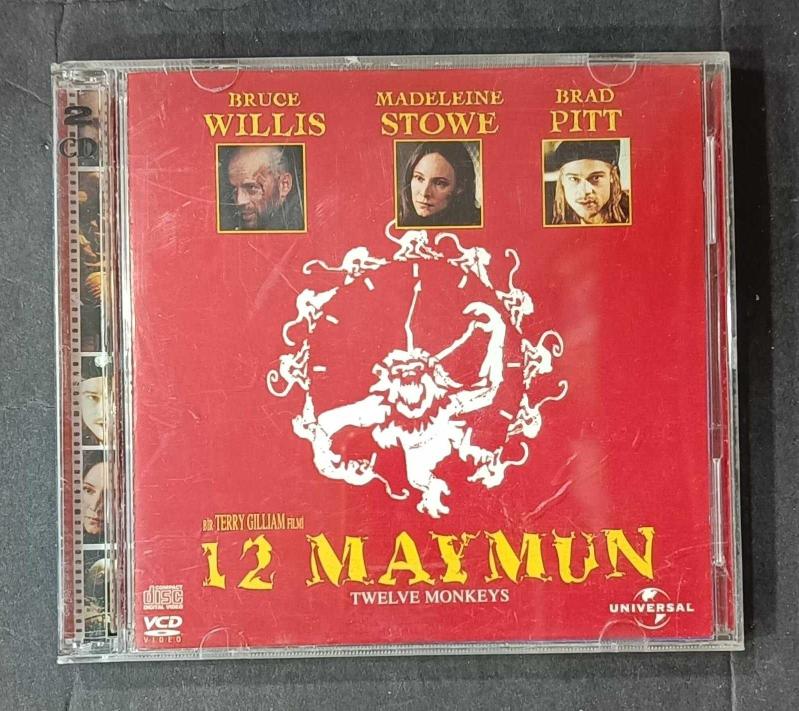 2
CD
BRUCE
WILLIS
MADELEINE
STOWE
BRAD
PITT
BİR TERRY GILLIAM FİLMİ
12 MAYMUN
TWELVE MONKEYS
COMPACT
disc
DIGITAL VIDEO
VCD
VIDEO
UNIVERSAL